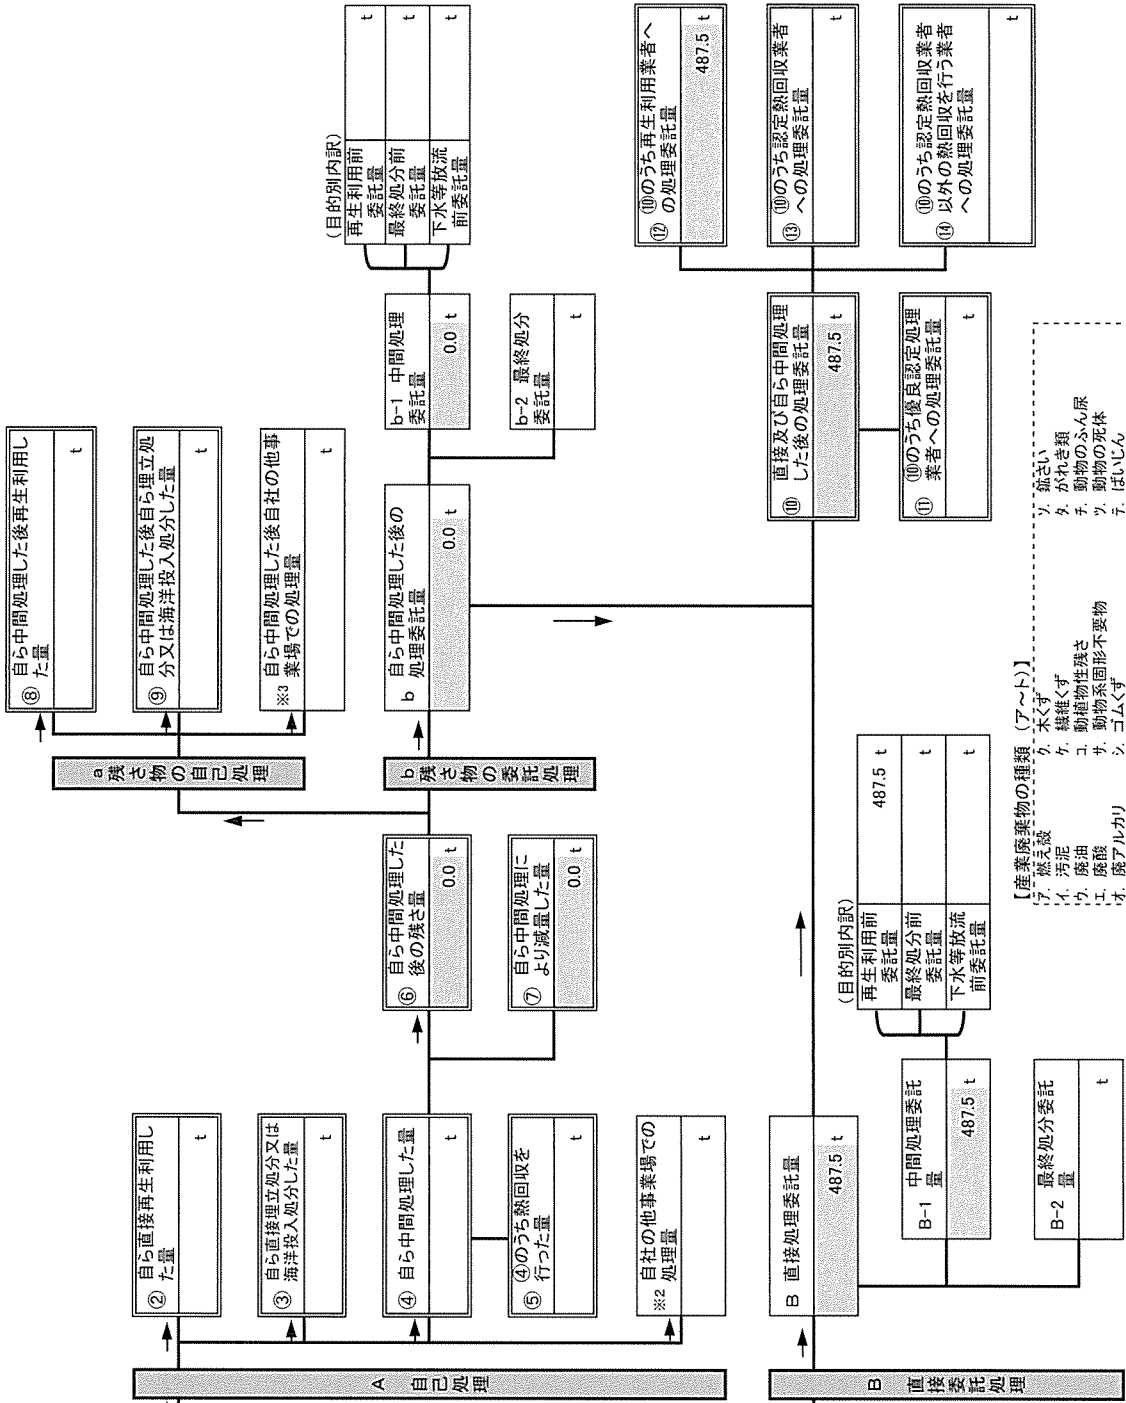 A 自己処理
② 自ら直接再生利用し
た量
t
③ 自ら直接埋立処分又は
海洋投入処分した量
t
④ 自ら中間処理した量
t
⑤ ④のうち熱回収を
行った量
t
※2 自社の他事業場での
処理量
t
⑥ 自ら中間処理した
後の残さ量
0.0 t
⑦ 自ら中間処理に
より減量した量
0.0 t
a 残さ物の自己処理
⑧ 自ら中間処理した後再生利用し
た量
t
⑨ 自ら中間処理した後自ら埋立処
分又は海洋投入処分した量
t
※3 自ら中間処理した後自社の他事
業場での処理量
t
b 残さ物の委託処理
b 自ら中間処理した後の
処理委託量
0.0 t
b-1 中間処理
委託量
0.0 t
b-2 最終処分
委託量
t
(目的別内訳)
再生利用前
委託量
t
最終処分前
委託量
t
下水等放流
前委託量
t
B 直接委託処理
B 直接処理委託量
487.5 t
B-1 中間処理委託
量
487.5 t
B-2 最終処分委託
量
t
(目的別内訳)
再生利用前
委託量
487.5 t
最終処分前
委託量
t
下水等放流
前委託量
t
⑩ 直接及び自ら中間処理
した後の処理委託量
487.5 t
⑪ ⑩のうち優良認定処理
業者への処理委託量
t
⑫ ⑩のうち再生利用業者へ
の処理委託量
487.5 t
⑬ ⑩のうち認定熱回収業者
への処理委託量
t
⑭ ⑩のうち認定熱回収業者
以外の熱回収を行う業者
への処理委託量
t
【産業廃棄物の種類 (ア~ト)】
ア. 燃え殻 ク. 木くず ソ. 鉱さい
イ. 汚泥 ケ. 繊維くず タ. がれき類
ウ. 廃油 コ. 動植物性残さ チ. 動物のふん尿
エ. 廃酸 サ. 動物系固形不要物 ツ. 動物の死体
オ. 廃アルカリ シ. ゴムくず テ. ばいじん